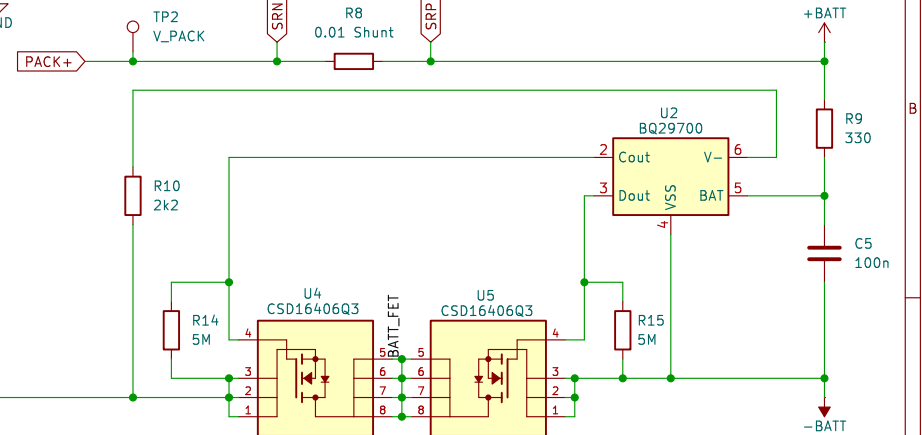 ND
TP2
V_PACK
SRN
R8
0.01 Shunt
SRP
+BATT
PACK+
B
U2
BQ29700
R9
330
2 Cout V- 6
3 Dout VSS BAT 5
4
R10
2k2
C5
100n
U4
CSD16406Q3
BATT_FET
U5
CSD16406Q3
R14
5M
R15
5M
4 4
5 5
3 6 6 3
2 7 7 2
1 8 8 1
-BATT